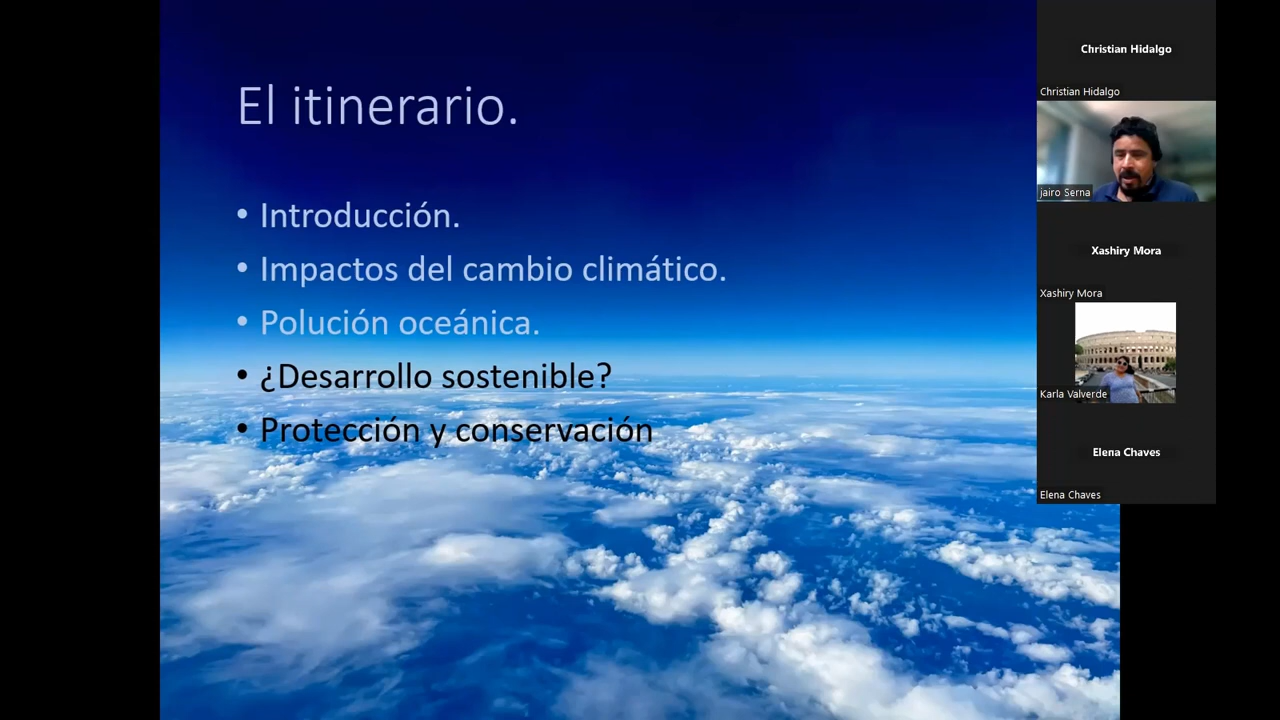 El itinerario.
• Introducción.
• Impactos del cambio climático.
• Polución oceánica.
• ¿Desarrollo sostenible?
• Protección y conservación
Christian Hidalgo
Christian Hidalgo
jairo Serna
Xashiry Mora
Xashiry Mora
Karla Valverde
Elena Chaves
Elena Chaves